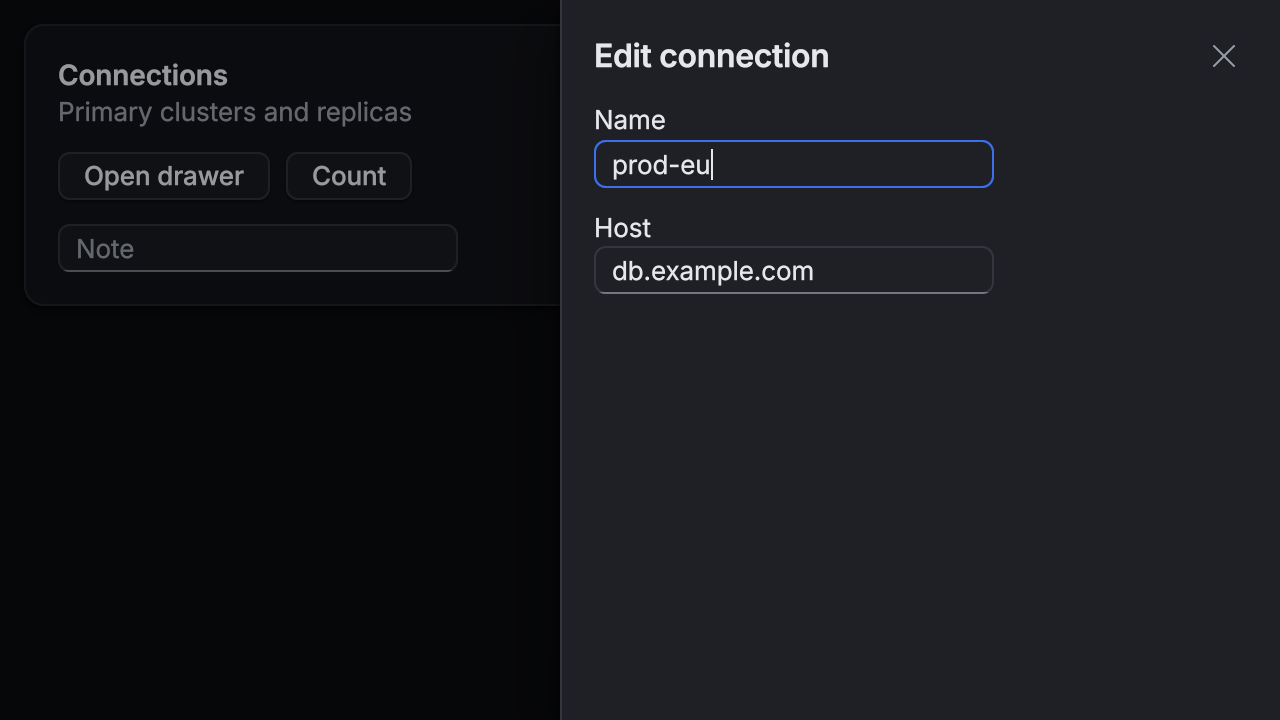 Connections
Primary clusters and replicas
Open drawer
Count
Note
Edit connection
Name
prod-eu
Host
db.example.com